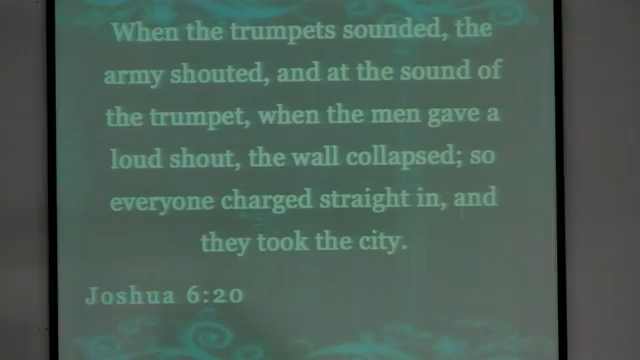 When the trumpets sounded, the
army shouted, and at the sound of
the trumpet, when the men gave a
loud shout, the wall collapsed; so
everyone charged straight in, and
they took the city.
Joshua 6:20